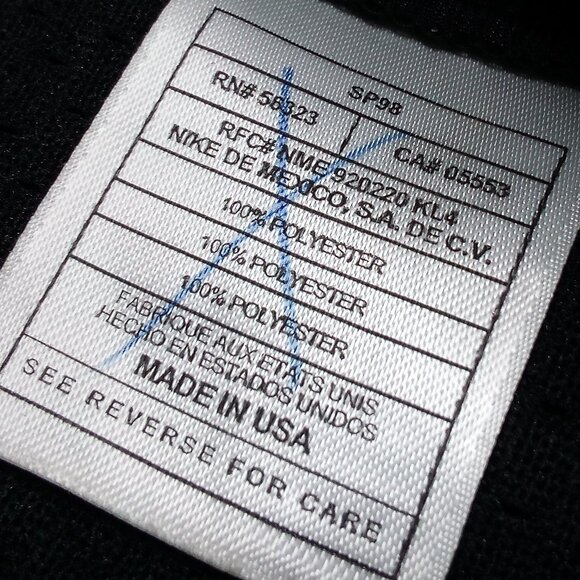 SP98
RN# 56323 CA# 05553
RFC# NME 920220 KL4
NIKE DE MEXICO, S.A. DE C.V.
100% POLYESTER
100% POLYESTER
100% POLYESTER
FABRIQUE AUX ETATS UNIS
HECHO EN ESTADOS UNIDOS
MADE IN USA
SEE REVERSE FOR CARE